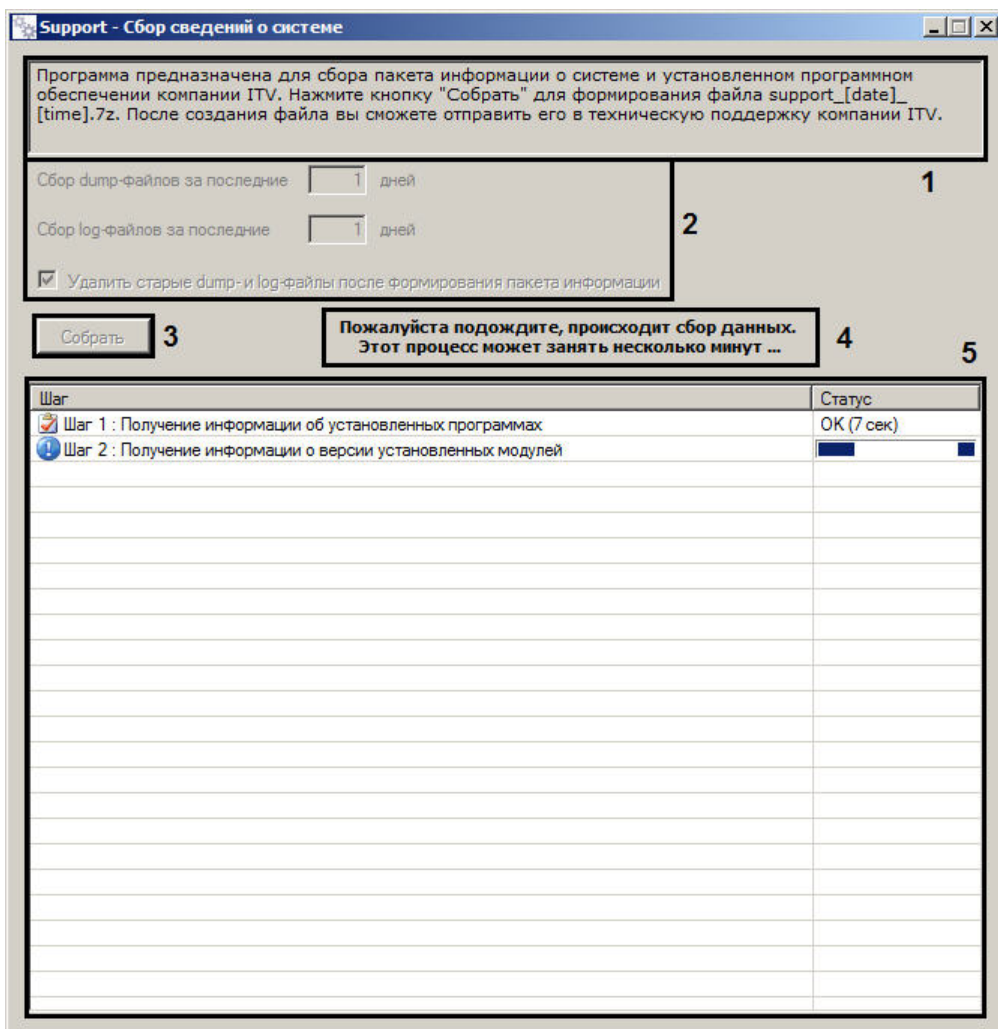 Support - Сбор сведений о системе
Программа предназначена для сбора пакета информации о системе и установленном программном
обеспечении компании ITV. Нажмите кнопку "Собрать" для формирования файла support_[date]_
[time].7z. После создания файла вы сможете отправить его в техническую поддержку компании ITV.
1
Сбор dump-файлов за последние 1 дней
2
Сбор log-файлов за последние 1 дней
Удалить старые dump- и log-файлы после формирования пакета информации
Собрать
3
Пожалуйста подождите, происходит сбор данных.
Этот процесс может занять несколько минут ...
4
5
Шаг Статус
Шаг 1 : Получение информации об установленных программах OK (7 сек)
Шаг 2 : Получение информации о версии установленных модулей